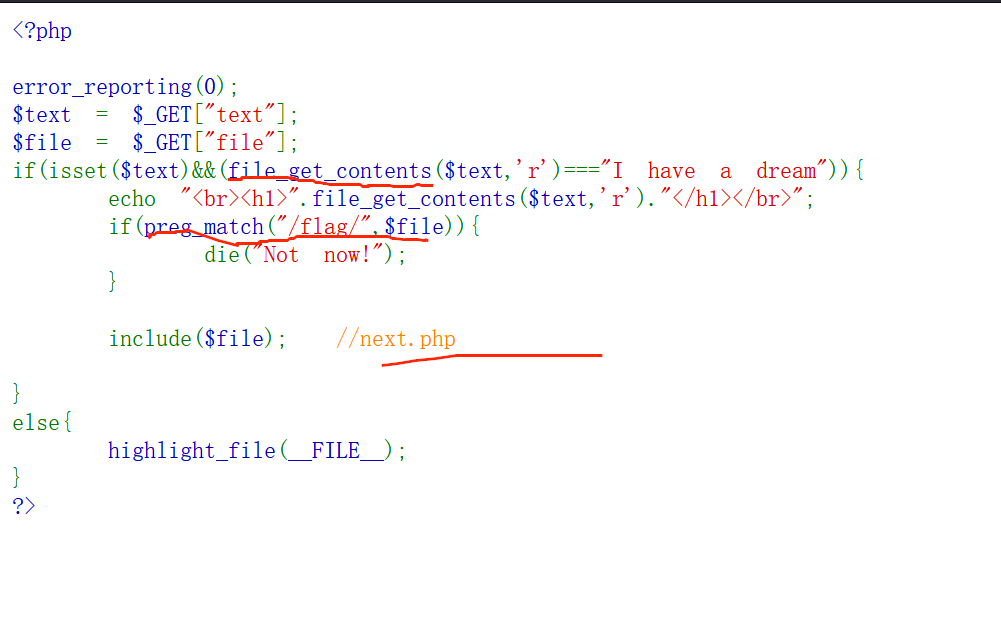 <?php
error_reporting(0);
$text = $_GET["text"];
$file = $_GET["file"];
if(isset($text)&&(file_get_contents($text,'r')==="I have a dream")){
echo "<br><h1>".file_get_contents($text,'r')."</h1></br>";
if(preg_match("/flag/",$file)){
die("Not now!");
}
include($file); //next.php
}
else{
highlight_file(__FILE__);
}
?>